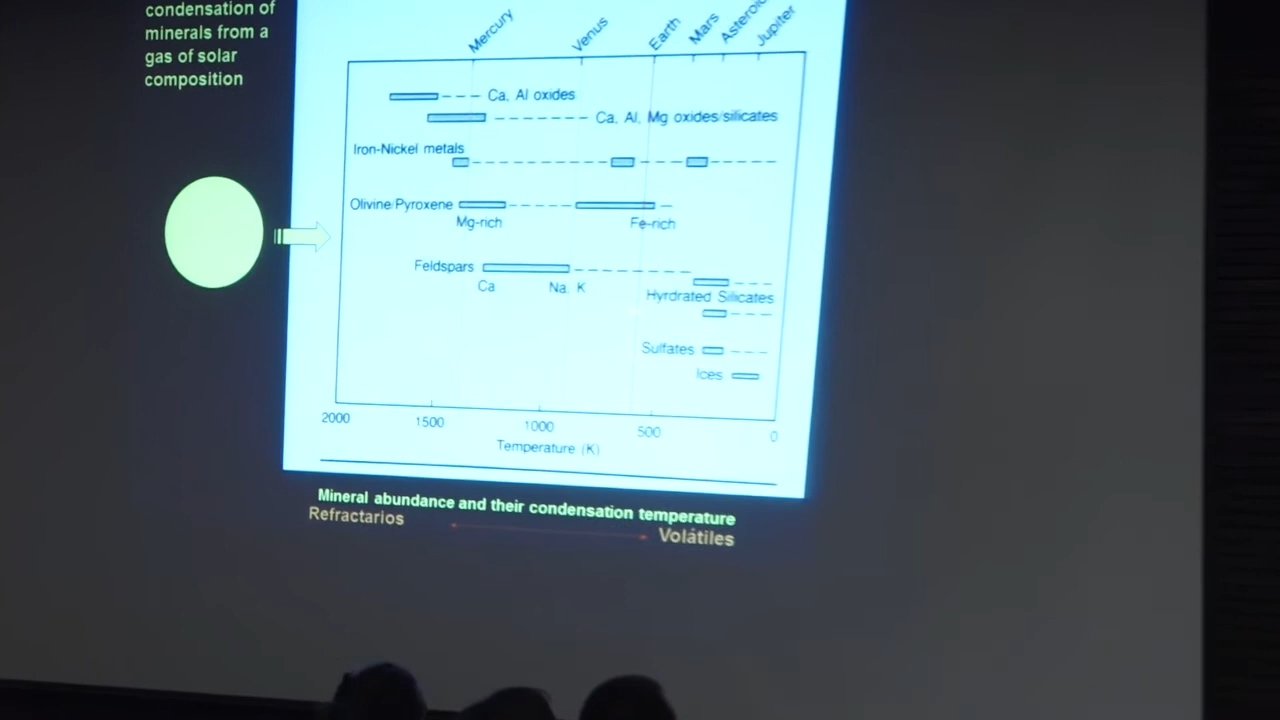 condensation of
minerals from a
gas of solar
composition
Mercury
Venus
Earth
Mars
Jupiter
Ca, Al oxides
Ca, Al, Mg oxides/silicates
Iron-Nickel metals
Olivine/Pyroxene
Mg-rich
Fe-rich
Feldspars
Ca
Na, K
Hyrdrated Silicates
Sulfates
Ices
2000
1500
1000
500
0
Temperature (K)
Mineral abundance and their condensation temperature
Refractarios
Volátiles